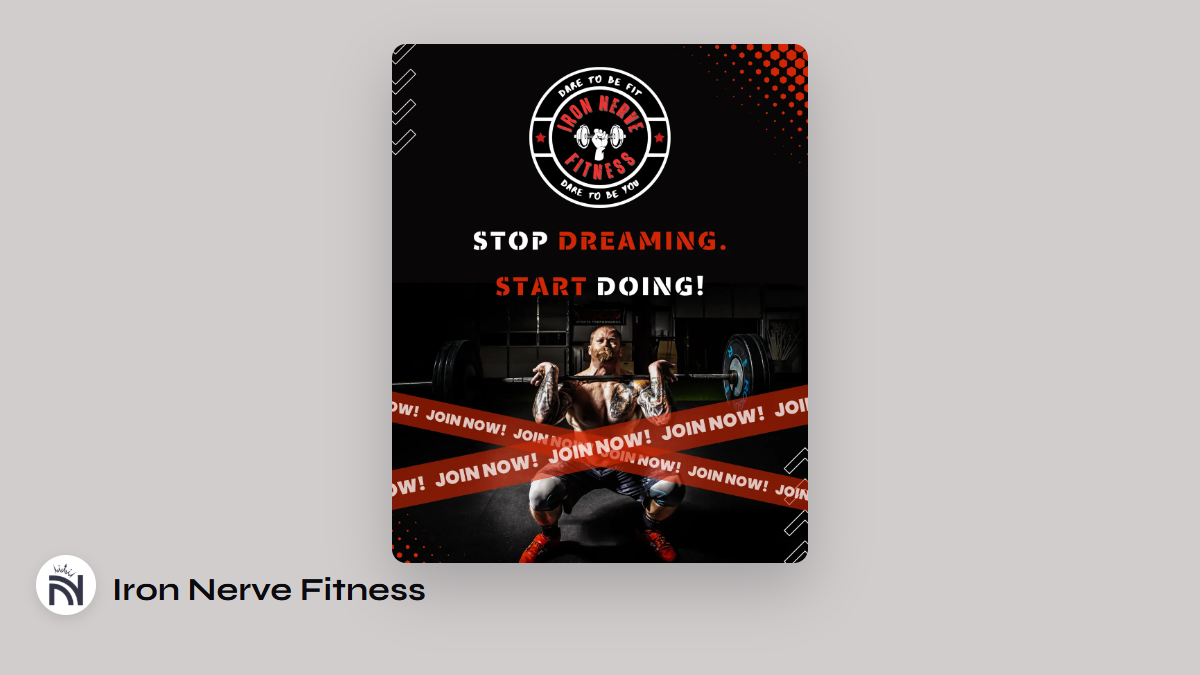 DARE TO BE FIT
IRON NERVE
FITNESS
DARE TO BE YOU
STOP DREAMING.
START DOING!
OW! JOIN NOW! JOIN NOW! JOIN NOW! JOIN NOW! JOIN
OW! JOIN NOW! JOIN NOW! JOIN NOW! JOI
Iron Nerve Fitness